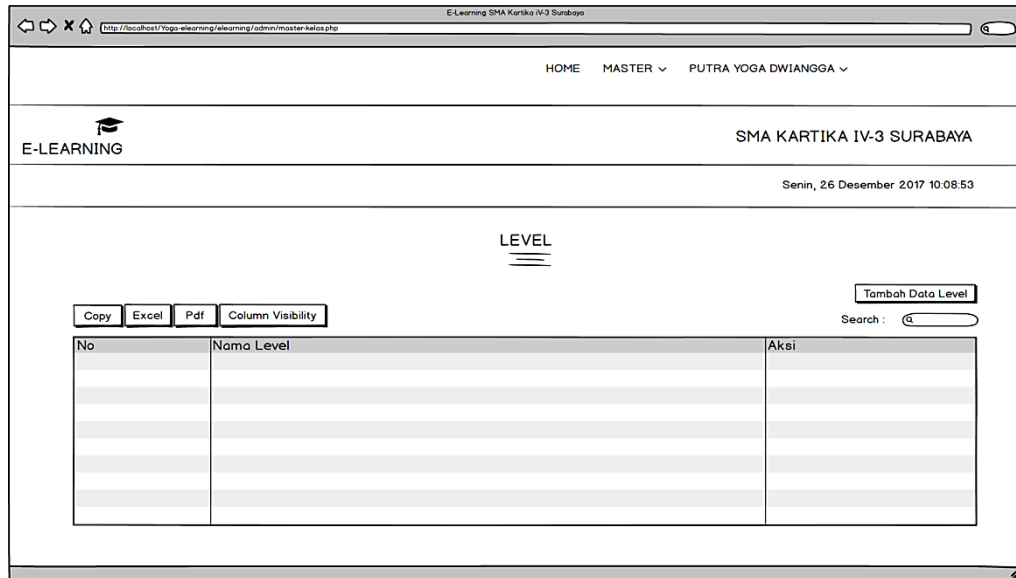 E-Learning SMA Kartika iV-3 Surabaya
http://localhost/Yoga-elearning/elearning/admin/master-kelas.php
HOME MASTER PUTRA YOGA DWIANGGA
E-LEARNING
SMA KARTIKA IV-3 SURABAYA
Senin, 26 Desember 2017 10:08:53
LEVEL
Tambah Data Level
Copy Excel Pdf Column Visibility
Search :
No Nama Level Aksi